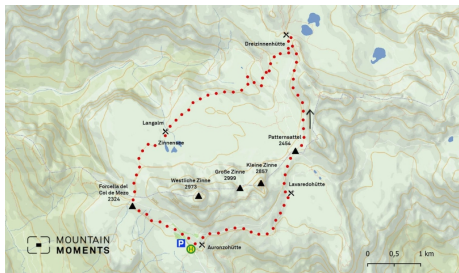 Dreizinnenhütte
Langalm
Zinnensee
Patternsattel
2454
Kleine Zinne
2857
Große Zinne
2999
Westliche Zinne
2973
Forcella del
Col de Mezo
2324
Lavaredohütte
P
H
Auronzohütte
MOUNTAIN
MOMENTS
0 0,5 1 km